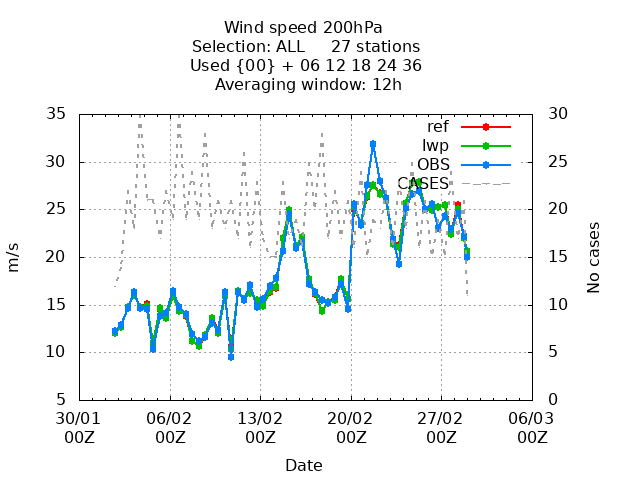 Wind speed 200hPa
Selection: ALL 27 stations
Used {00} + 06 12 18 24 36
Averaging window: 12h
35
30
25
20
15
10
5
m/s
30
25
20
15
10
5
0
No cases
ref
lwp
OBS
CASES
30/01 06/02 13/02 20/02 27/02 06/03
00Z 00Z 00Z 00Z 00Z 00Z
Date